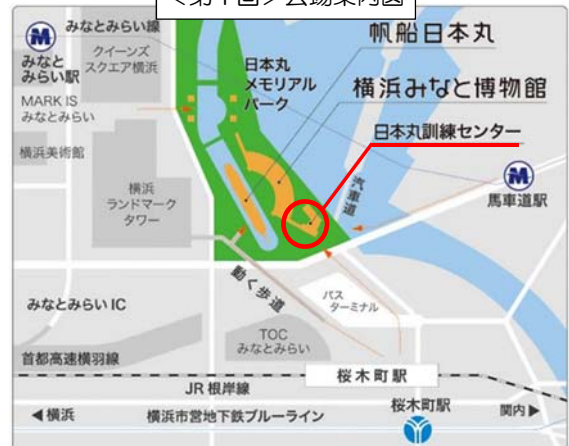 ＜第１回＞会場案内図
みなとみらい線
みなと
みらい駅
クイーンズ
スクエア横浜
MARK IS
みなとみらい
横浜美術館
横浜
ランドマーク
タワー
日本丸
メモリアル
パーク
帆船日本丸
横浜みなと博物館
日本丸訓練センター
汽車道
馬車道駅
動く歩道
バス
ターミナル
みなとみらいIC
TOC
みなとみらい
首都高速横羽線
桜木町駅
JR根岸線
◀横浜
横浜市営地下鉄ブルーライン
桜木町駅
関内▶